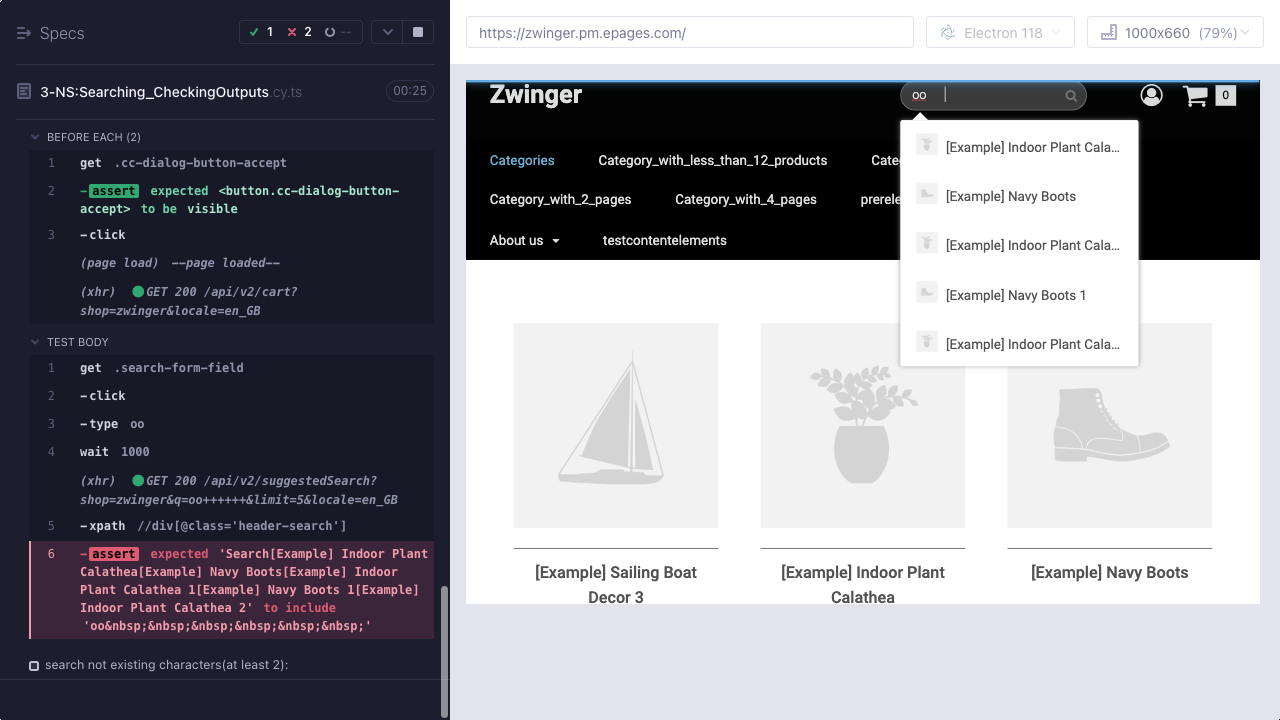 Specs
1 2 --
3-NS:Searching_CheckingOutputs.cy.ts 00:25
BEFORE EACH (2)
1 get .cc-dialog-button-accept
2 -assert expected <button.cc-dialog-button-
accept> to be visible
3 -click
(page load) --page loaded--
(xhr) GET 200 /api/v2/cart?
shop=zwinger&locale=en_GB
TEST BODY
1 get .search-form-field
2 -click
3 -type oo
4 wait 1000
(xhr) GET 200 /api/v2/suggestedSearch?
shop=zwinger&q=oo++++++&limit=5&locale=en_GB
5 -xpath //div[@class='header-search']
6 -assert expected 'Search[Example] Indoor Plant
Calathea[Example] Navy Boots[Example] Indoor
Plant Calathea 1[Example] Navy Boots 1[Example]
Indoor Plant Calathea 2' to include
'oo&nbsp;&nbsp;&nbsp;&nbsp;&nbsp;&nbsp;'
search not existing characters(at least 2):
https://zwinger.pm.epages.com/ Electron 118 1000x660 (79%)
Zwinger oo 0
[Example] Indoor Plant Cala...
[Example] Navy Boots
[Example] Indoor Plant Cala...
[Example] Navy Boots 1
[Example] Indoor Plant Cala...
Categories Category_with_less_than_12_products Cate
Category_with_2_pages Category_with_4_pages prerele
About us testcontentelements
[Example] Sailing Boat
Decor 3
[Example] Indoor Plant
Calathea
[Example] Navy Boots